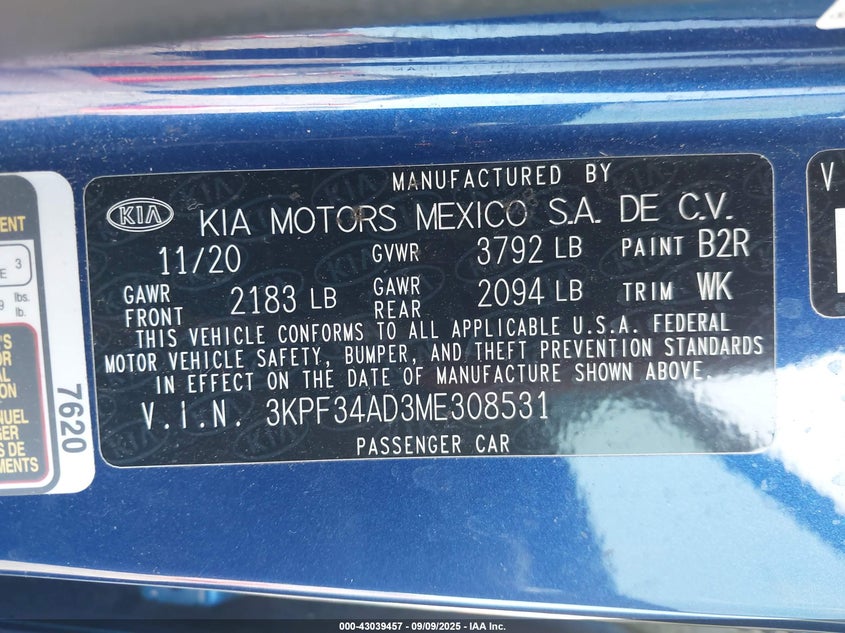 MANUFACTURED BY
KIA KIA MOTORS MEXICO S.A. DE C.V.
11/20 GVWR 3792 LB PAINT B2R
GAWR FRONT 2183 LB GAWR REAR 2094 LB TRIM WK
THIS VEHICLE CONFORMS TO ALL APPLICABLE U.S.A. FEDERAL
MOTOR VEHICLE SAFETY, BUMPER, AND THEFT PREVENTION STANDARDS
IN EFFECT ON THE DATE OF MANUFACTURE SHOWN ABOVE.
V.I.N. 3KPF34AD3ME308531
PASSENGER CAR
3
lbs.
lb.
7620
V
000-43039457 - 09/09/2025 - IAA Inc.